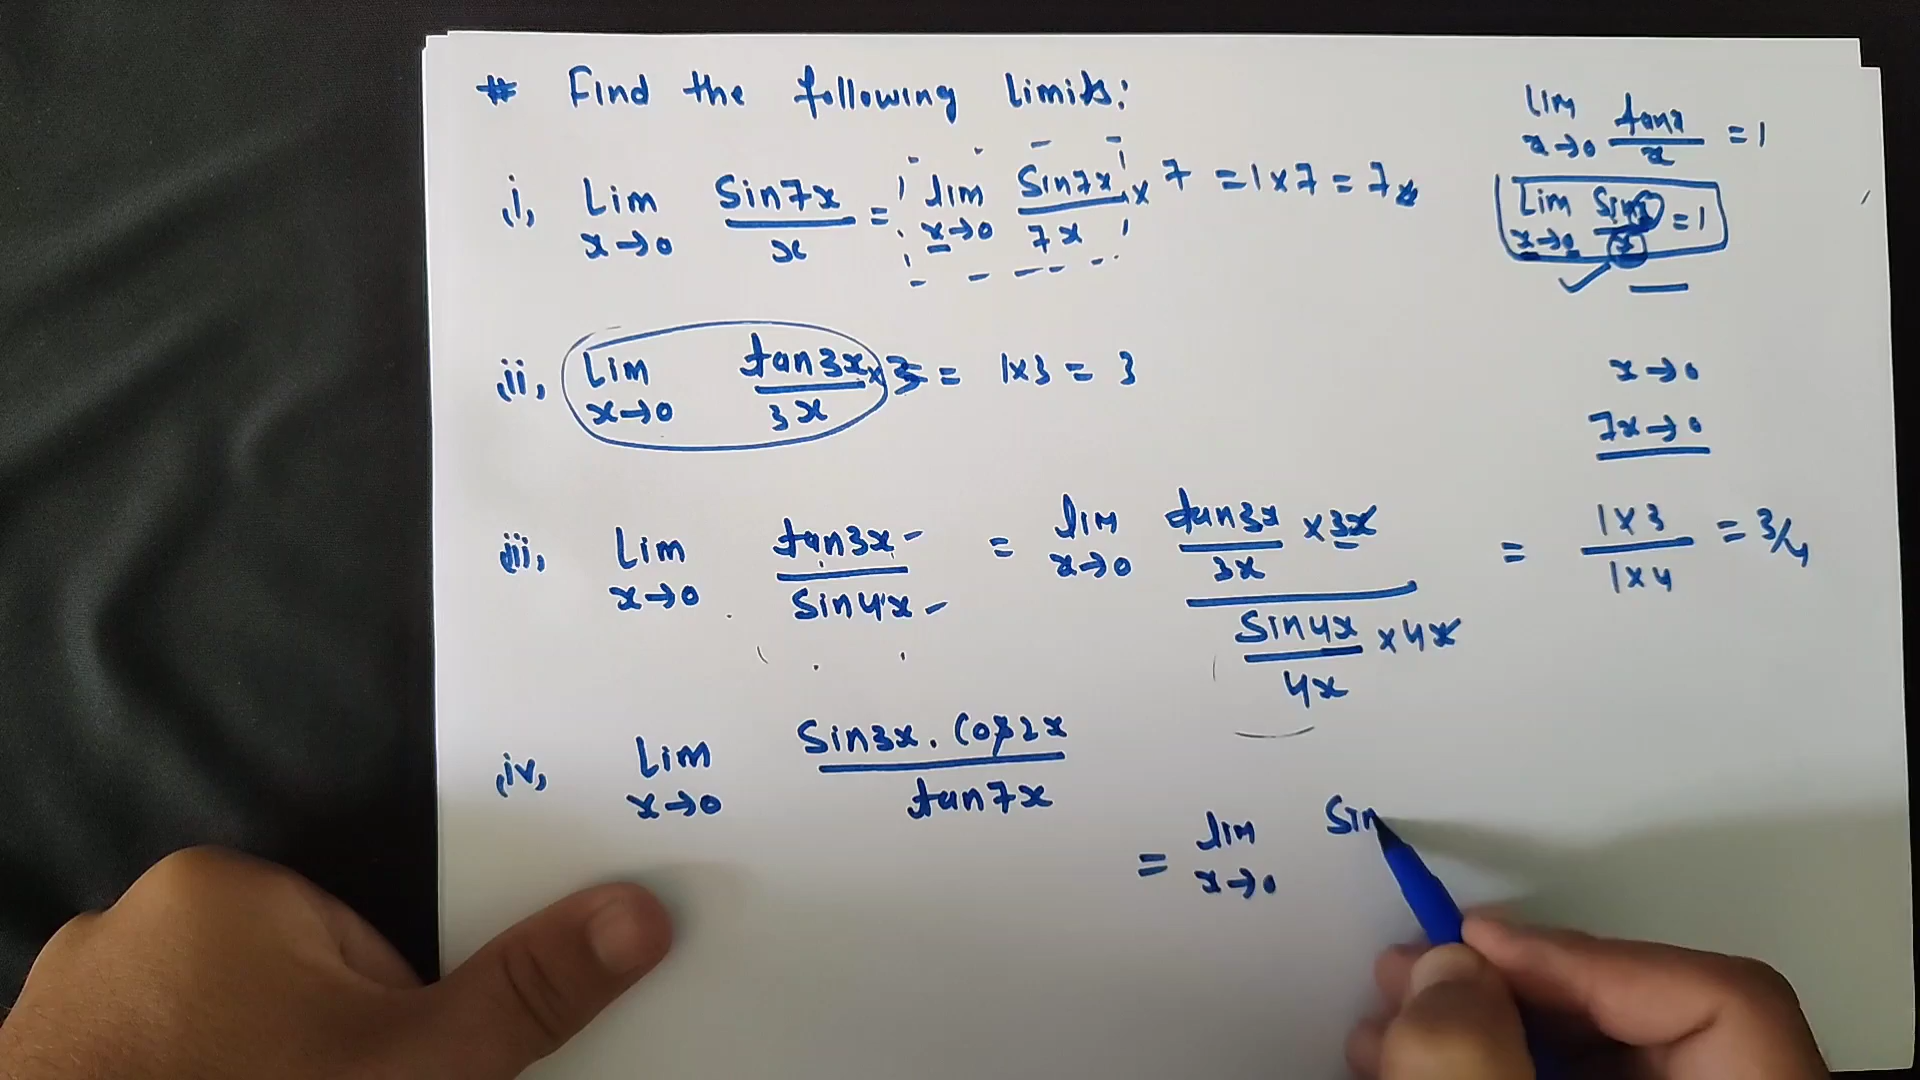 # Find the following limits:
i, Lim x→0 Sin7x / x = lim x→0 Sin7x / 7x × 7 = 1×7 = 7
lim x→0 tanx / x = 1
Lim x→0 Sinx / x = 1
ii, Lim x→0 tan3x / 3x × 3 = 1×3 = 3
x→0
7x→0
iii, Lim x→0 tan3x / Sin4x = lim x→0 tan3x / 3x × 3x / Sin4x / 4x × 4x = 1×3 / 1×4 = 3/4
iv, Lim x→0 Sin3x . Cos2x / tan7x
= lim x→0 Sin